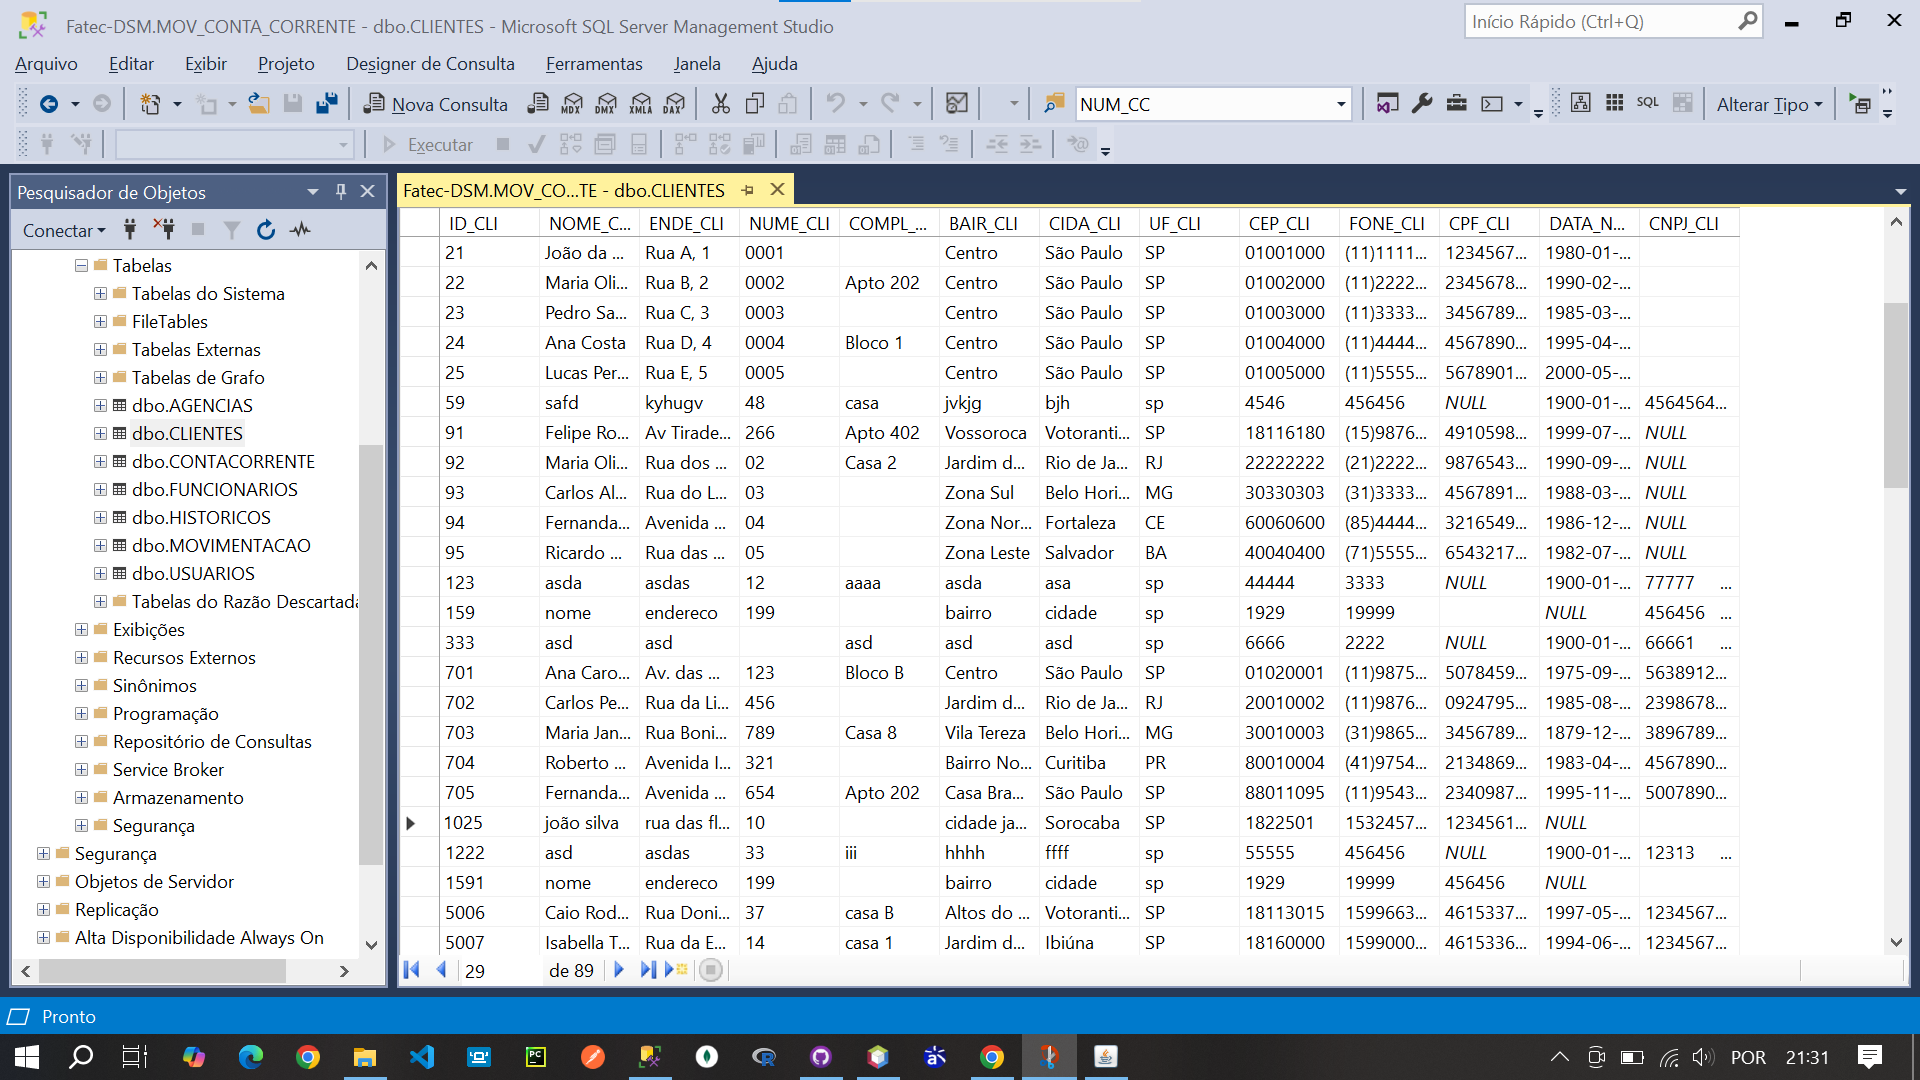 Fatec-DSM.MOV_CONTA_CORRENTE - dbo.CLIENTES - Microsoft SQL Server Management Studio
Início Rápido (Ctrl+Q)
Arquivo Editar Exibir Projeto Designer de Consulta Ferramentas Janela Ajuda
Nova Consulta MDX DMX XMLA DAX NUM_CC SQL Alterar Tipo
Executar
Pesquisador de Objetos
Conectar
Tabelas
Tabelas do Sistema
FileTables
Tabelas Externas
Tabelas de Grafo
dbo.AGENCIAS
dbo.CLIENTES
dbo.CONTACORRENTE
dbo.FUNCIONARIOS
dbo.HISTORICOS
dbo.MOVIMENTACAO
dbo.USUARIOS
Tabelas do Razão Descartada
Exibições
Recursos Externos
Sinônimos
Programação
Repositório de Consultas
Service Broker
Armazenamento
Segurança
Segurança
Objetos de Servidor
Replicação
Alta Disponibilidade Always On
Fatec-DSM.MOV_CO...TE - dbo.CLIENTES
ID_CLI NOME_C... ENDE_CLI NUME_CLI COMPL_... BAIR_CLI CIDA_CLI UF_CLI CEP_CLI FONE_CLI CPF_CLI DATA_N... CNPJ_CLI
21 João da ... Rua A, 1 0001 Centro São Paulo SP 01001000 (11)1111... 1234567... 1980-01-...
22 Maria Oli... Rua B, 2 0002 Apto 202 Centro São Paulo SP 01002000 (11)2222... 2345678... 1990-02-...
23 Pedro Sa... Rua C, 3 0003 Centro São Paulo SP 01003000 (11)3333... 3456789... 1985-03-...
24 Ana Costa Rua D, 4 0004 Bloco 1 Centro São Paulo SP 01004000 (11)4444... 4567890... 1995-04-...
25 Lucas Per... Rua E, 5 0005 Centro São Paulo SP 01005000 (11)5555... 5678901... 2000-05-...
59 safd kyhugv 48 casa jvkjg bjh sp 4546 456456 NULL 1900-01-... 4564564...
91 Felipe Ro... Av Tirade... 266 Apto 402 Vossoroca Votoranti... SP 18116180 (15)9876... 4910598... 1999-07-... NULL
92 Maria Oli... Rua dos ... 02 Casa 2 Jardim d... Rio de Ja... RJ 22222222 (21)2222... 9876543... 1990-09-... NULL
93 Carlos Al... Rua do L... 03 Zona Sul Belo Hori... MG 30330303 (31)3333... 4567891... 1988-03-... NULL
94 Fernanda... Avenida ... 04 Zona Nor... Fortaleza CE 60060600 (85)4444... 3216549... 1986-12-... NULL
95 Ricardo ... Rua das ... 05 Zona Leste Salvador BA 40040400 (71)5555... 6543217... 1982-07-... NULL
123 asda asdas 12 aaaa asda asa sp 44444 3333 NULL 1900-01-... 77777 ...
159 nome endereco 199 bairro cidade sp 1929 19999 NULL 456456 ...
333 asd asd asd asd asd sp 6666 2222 NULL 1900-01-... 66661 ...
701 Ana Caro... Av. das ... 123 Bloco B Centro São Paulo SP 01020001 (11)9875... 5078459... 1975-09-... 5638912...
702 Carlos Pe... Rua da Li... 456 Jardim d... Rio de Ja... RJ 20010002 (11)9876... 0924795... 1985-08-... 2398678...
703 Maria Jan... Rua Boni... 789 Casa 8 Vila Tereza Belo Hori... MG 30010003 (31)9865... 3456789... 1879-12-... 3896789...
704 Roberto ... Avenida I... 321 Bairro No... Curitiba PR 80010004 (41)9754... 2134869... 1983-04-... 4567890...
705 Fernanda... Avenida ... 654 Apto 202 Casa Bra... São Paulo SP 88011095 (11)9543... 2340987... 1995-11-... 5007890...
1025 joão silva rua das fl... 10 cidade ja... Sorocaba SP 1822501 1532457... 1234561... NULL
1222 asd asdas 33 iii hhhh ffff sp 55555 456456 NULL 1900-01-... 12313 ...
1591 nome endereco 199 bairro cidade sp 1929 19999 456456 NULL
5006 Caio Rod... Rua Doni... 37 casa B Altos do ... Votoranti... SP 18113015 1599663... 4615337... 1997-05-... 1234567...
5007 Isabella T... Rua da E... 14 casa 1 Jardim d... Ibiúna SP 18160000 1599000... 4615336... 1994-06-... 1234567...
29 de 89
Pronto
PC R POR 21:31